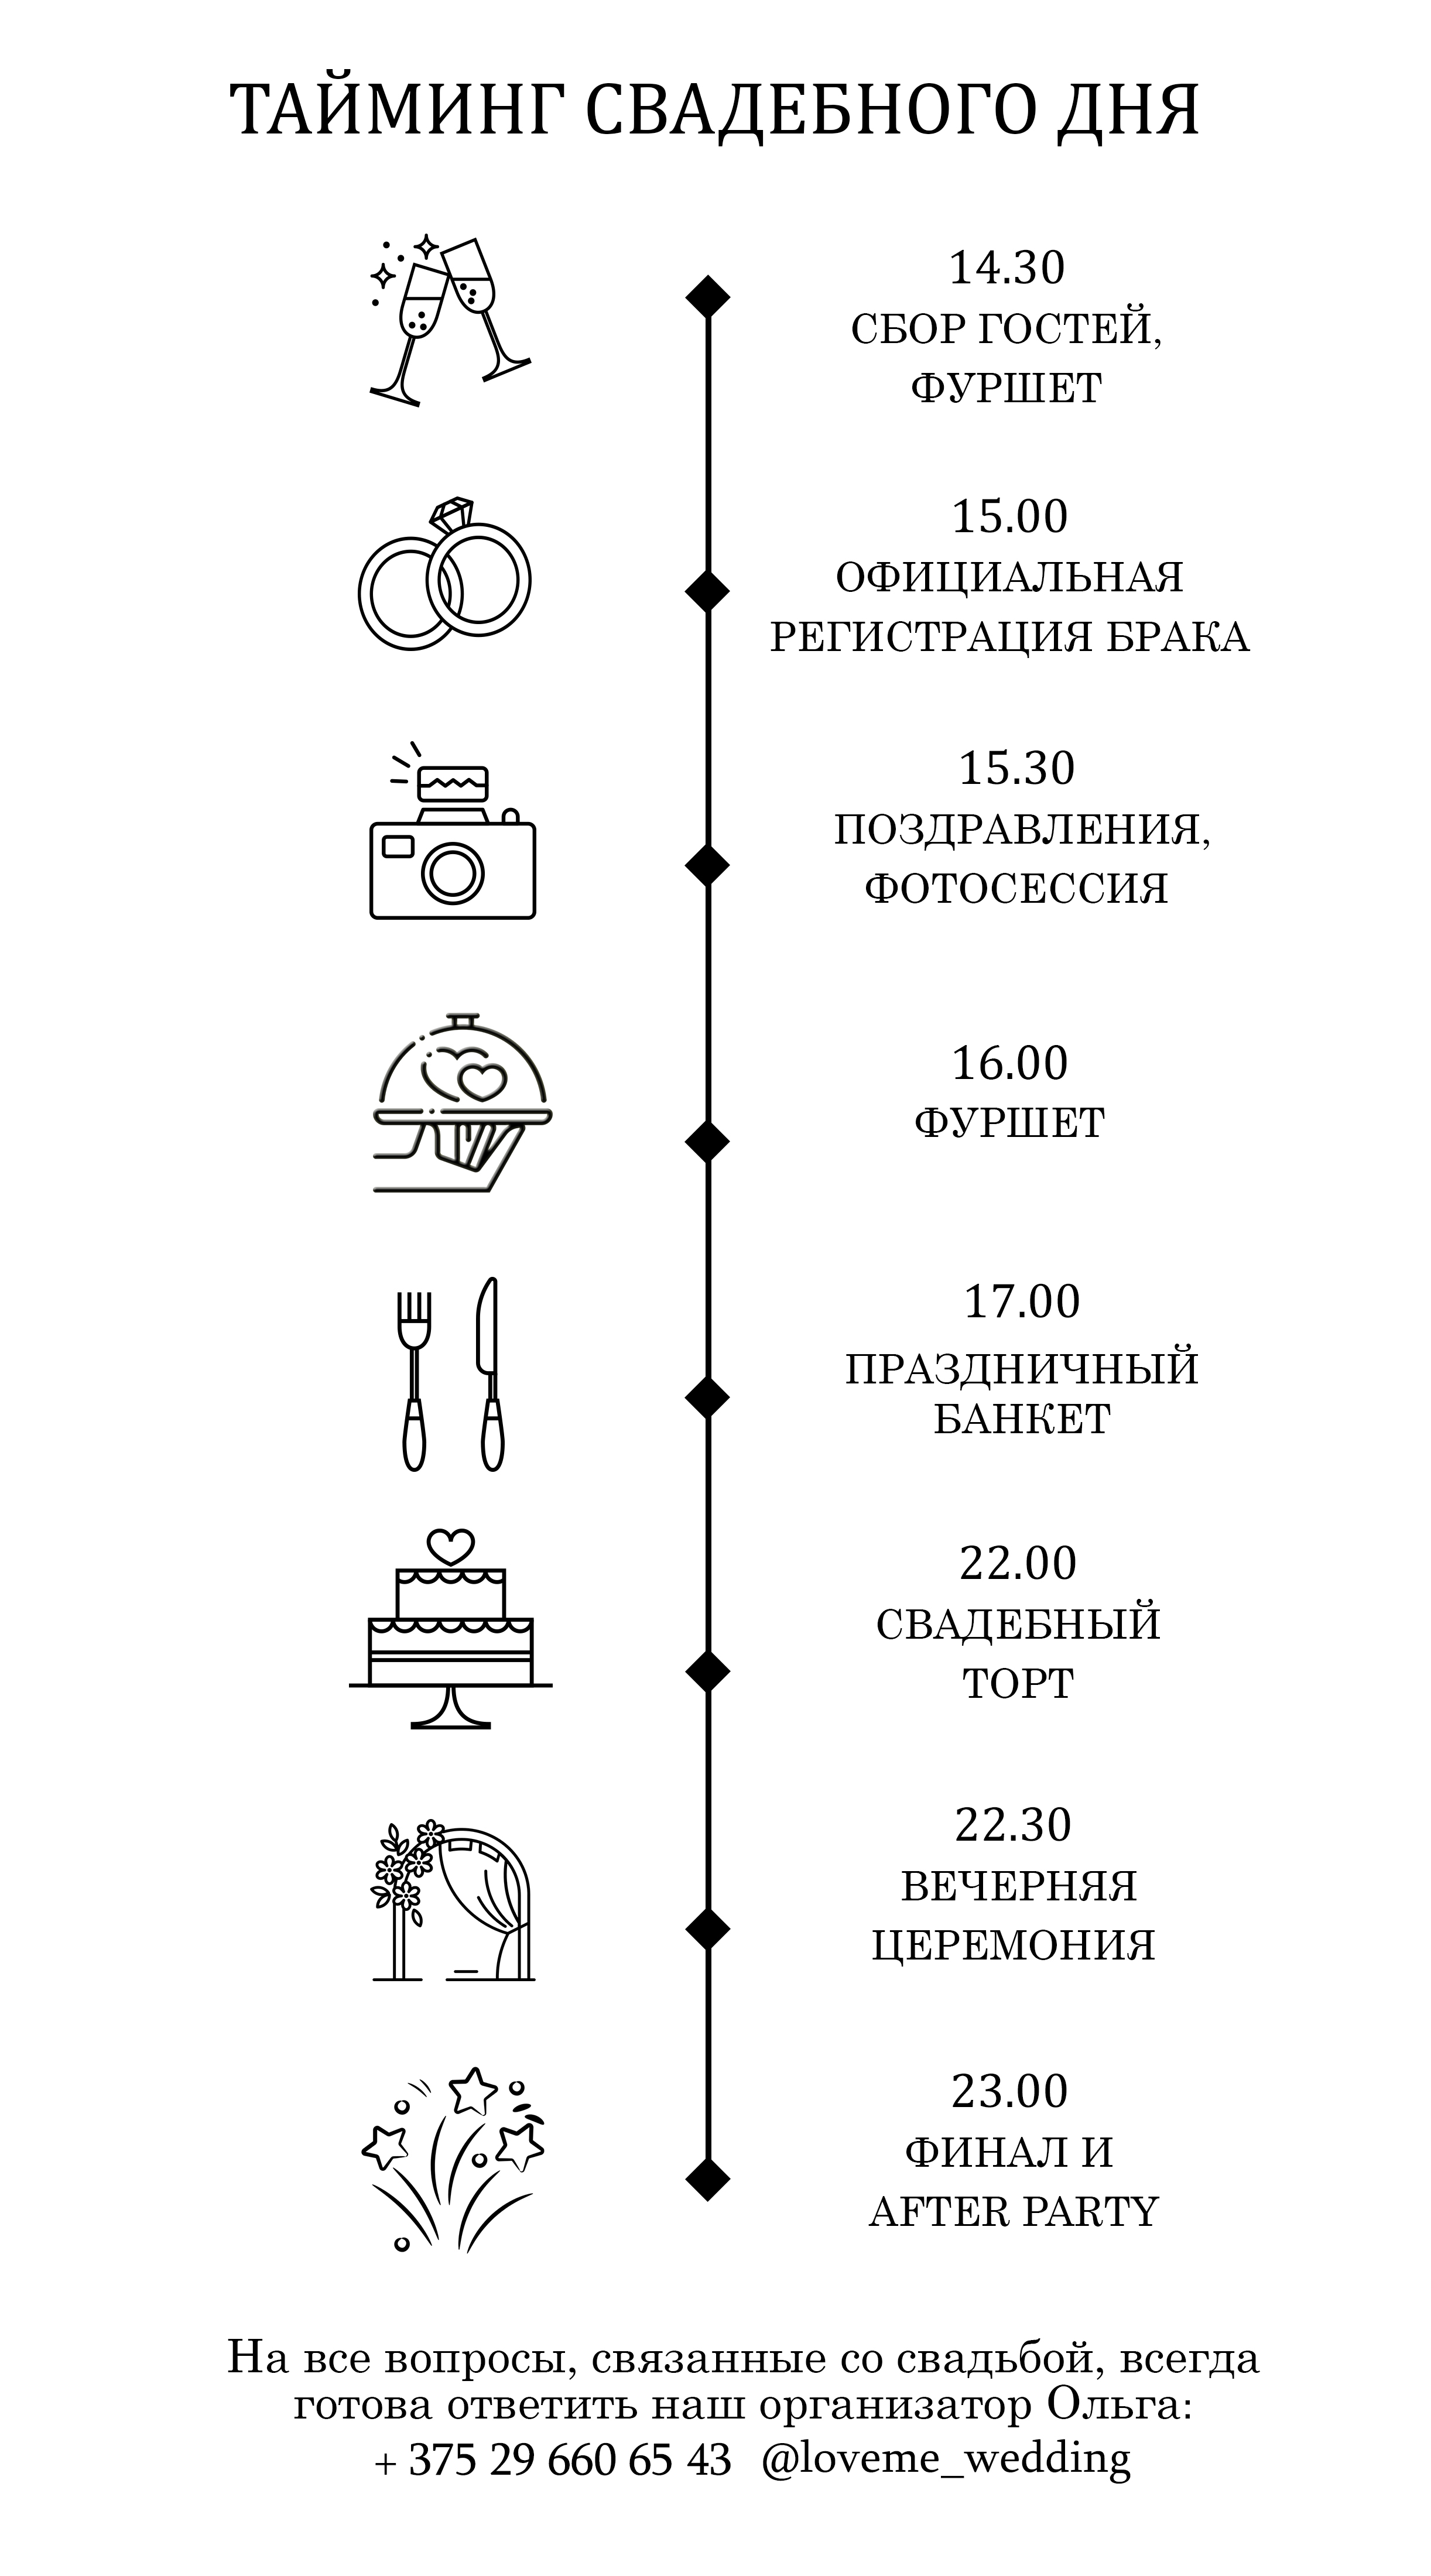 ТАЙМИНГ СВАДЕБНОГО ДНЯ
14.30
СБОР ГОСТЕЙ,
ФУРШЕТ
15.00
ОФИЦИАЛЬНАЯ
РЕГИСТРАЦИЯ БРАКА
15.30
ПОЗДРАВЛЕНИЯ,
ФОТОСЕССИЯ
16.00
ФУРШЕТ
17.00
ПРАЗДНИЧНЫЙ
БАНКЕТ
22.00
СВАДЕБНЫЙ
ТОРТ
22.30
ВЕЧЕРНЯЯ
ЦЕРЕМОНИЯ
23.00
ФИНАЛ И
AFTER PARTY
На все вопросы, связанные со свадьбой, всегда
готова ответить наш организатор Ольга:
+ 375 29 660 65 43 @loveme_wedding